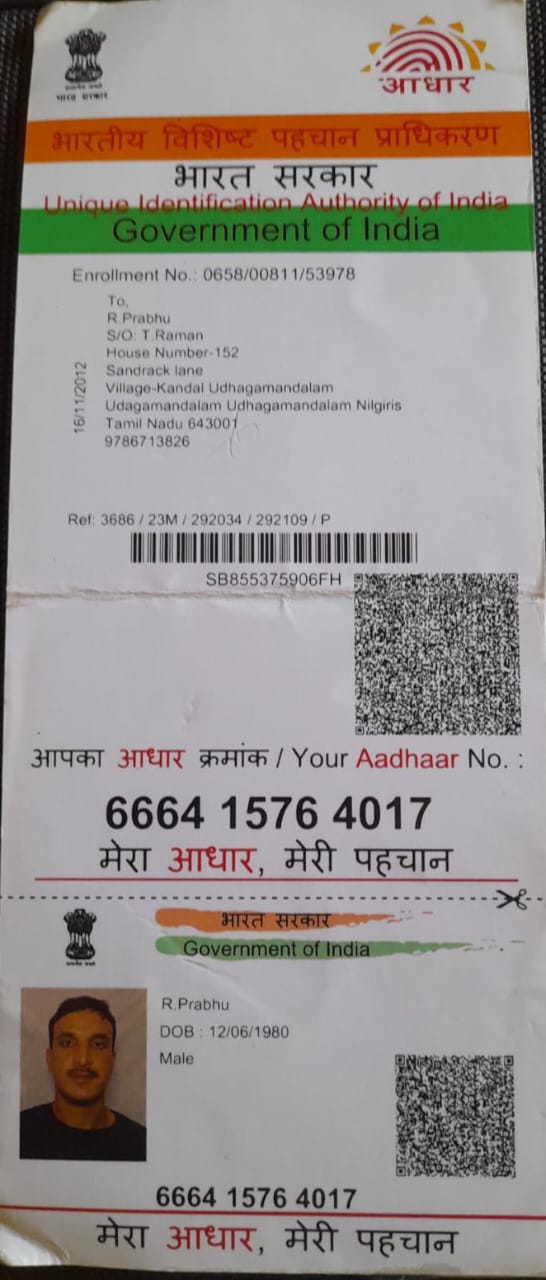 भारत सरकार
आधार
भारतीय विशिष्ट पहचान प्राधिकरण
भारत सरकार
Unique Identification Authority of India
Government of India
Enrollment No.: 0658/00811/53978
16/11/2012
To,
R.Prabhu
S/O: T.Raman
House Number-152
Sandrack lane
Village-Kandal Udhagamandalam
Udagamandalam Udhagamandalam Nilgiris
Tamil Nadu 643001
9786713826
Ref: 3686 / 23M / 292034 / 292109 / P
SB855375906FH
आपका आधार क्रमांक / Your Aadhaar No. :
6664 1576 4017
मेरा आधार, मेरी पहचान
भारत सरकार
Government of India
R.Prabhu
DOB : 12/06/1980
Male
6664 1576 4017
मेरा आधार, मेरी पहचान